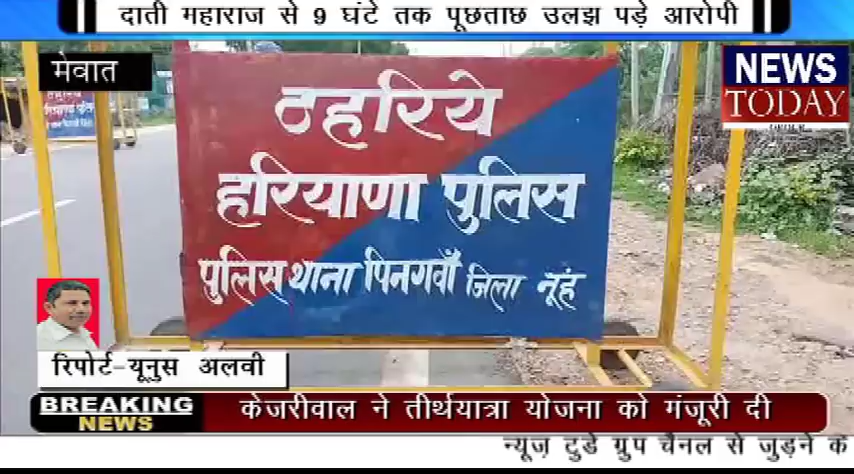 दाती महाराज से 9 घंटे तक पूछताछ उलझ पड़े आरोपी
मेवात
NEWS
TODAY
ठहरिये
हरियाणा पुलिस
पुलिस थाना पिनगवाँ जिला नूंह
रिपोर्ट-यूनुस अलवी
BREAKING
NEWS
केजरीवाल ने तीर्थयात्रा योजना को मंजूरी दी
न्यूज़ टुडे ग्रुप चैनल से जुड़ने